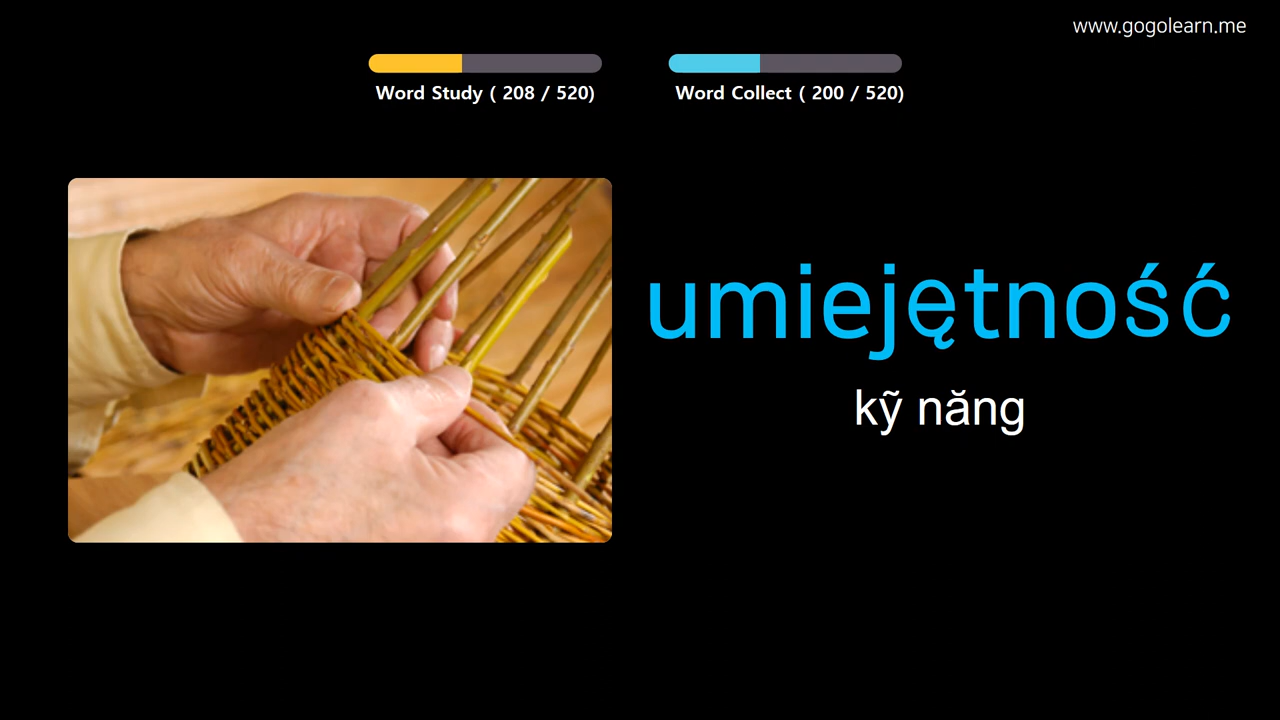 www.gogolearn.me
Word Study ( 208 / 520)
Word Collect ( 200 / 520)
umiejętność
kỹ năng